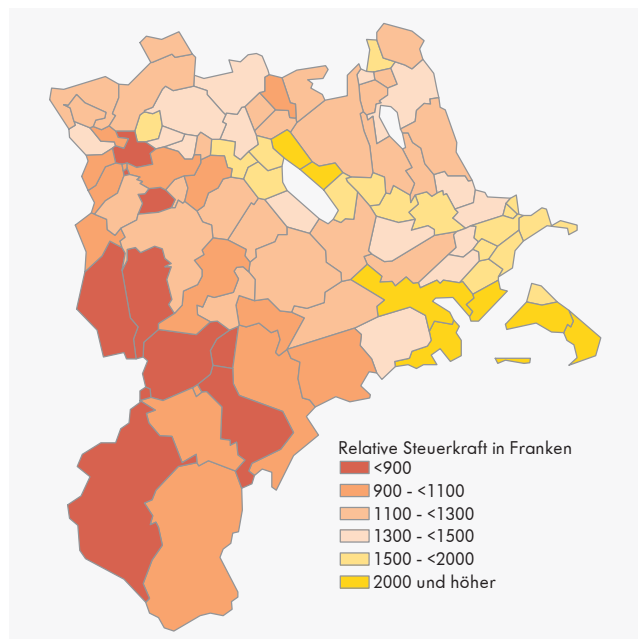 Relative Steuerkraft in Franken
<900
900 - <1100
1100 - <1300
1300 - <1500
1500 - <2000
2000 und höher